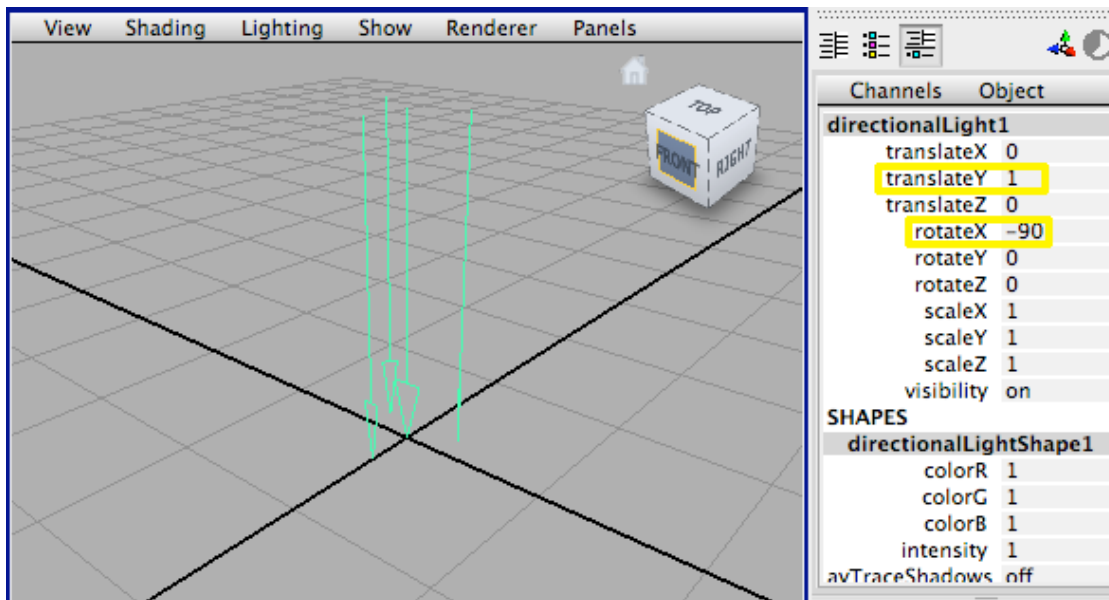 View Shading Lighting Show Renderer Panels
TOP
FRONT
RIGHT
Channels Object
directionalLight1
translateX 0
translateY 1
translateZ 0
rotateX -90
rotateY 0
rotateZ 0
scaleX 1
scaleY 1
scaleZ 1
visibility on
SHAPES
directionalLightShape1
colorR 1
colorG 1
colorB 1
intensity 1
ayTraceShadows off